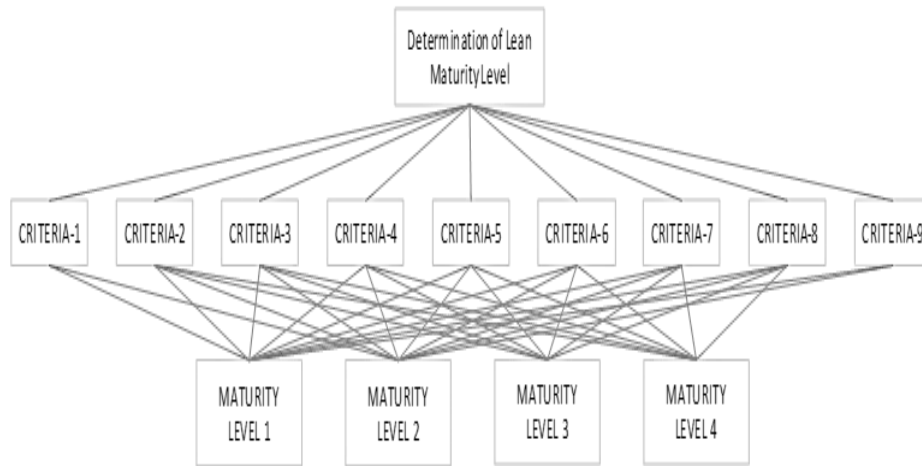 Determination of Lean
Maturity Level
CRITERIA-1
CRITERIA-2
CRITERIA-3
CRITERIA-4
CRITERIA-5
CRITERIA-6
CRITERIA-7
CRITERIA-8
CRITERIA-9
MATURITY
LEVEL 1
MATURITY
LEVEL 2
MATURITY
LEVEL 3
MATURITY
LEVEL 4